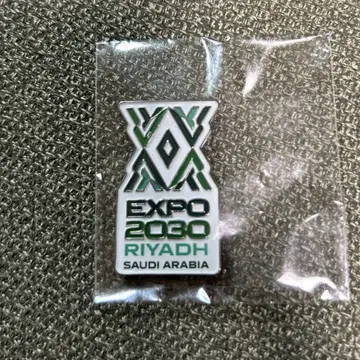 EXPO
2030
RIYADH
SAUDI ARABIA